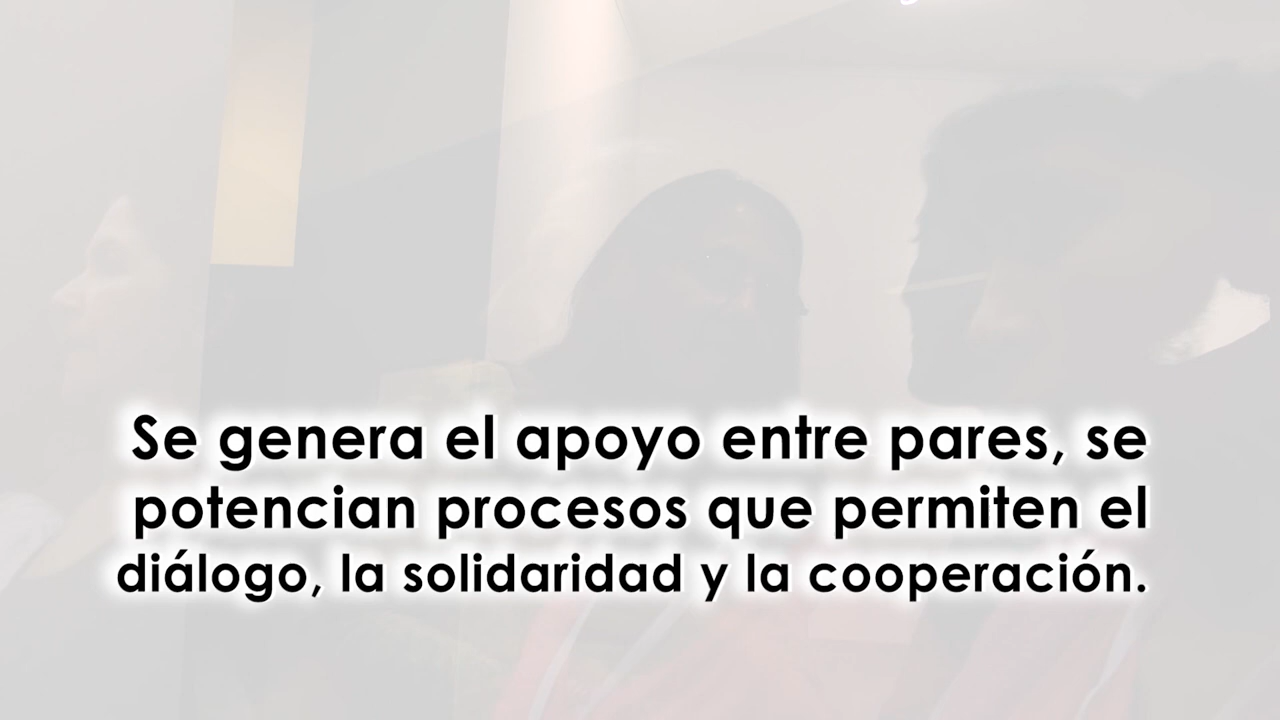 Se genera el apoyo entre pares, se
potencian procesos que permiten el
diálogo, la solidaridad y la cooperación.